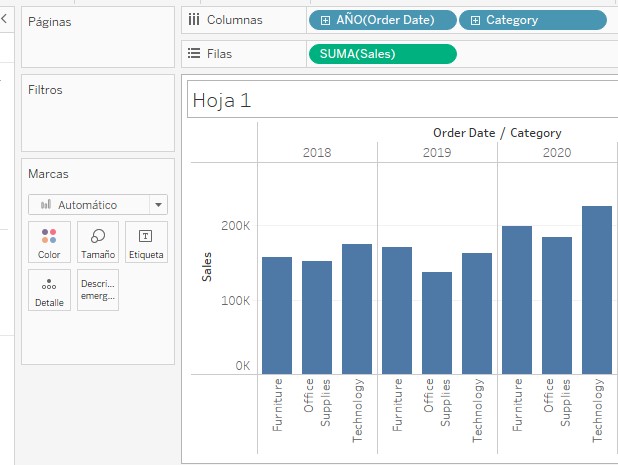 Páginas
Columnas
AÑO(Order Date)
Category
Filas
SUMA(Sales)
Filtros
Hoja 1
Order Date / Category
2018
2019
2020
Marcas
Automático
Color
Tamaño
Etiqueta
Detalle
Descri...
emerg...
Sales
200K
100K
0K
Furniture
Office
Supplies
Technology
Furniture
Office
Supplies
Technology
Furniture
Office
Supplies
Technology